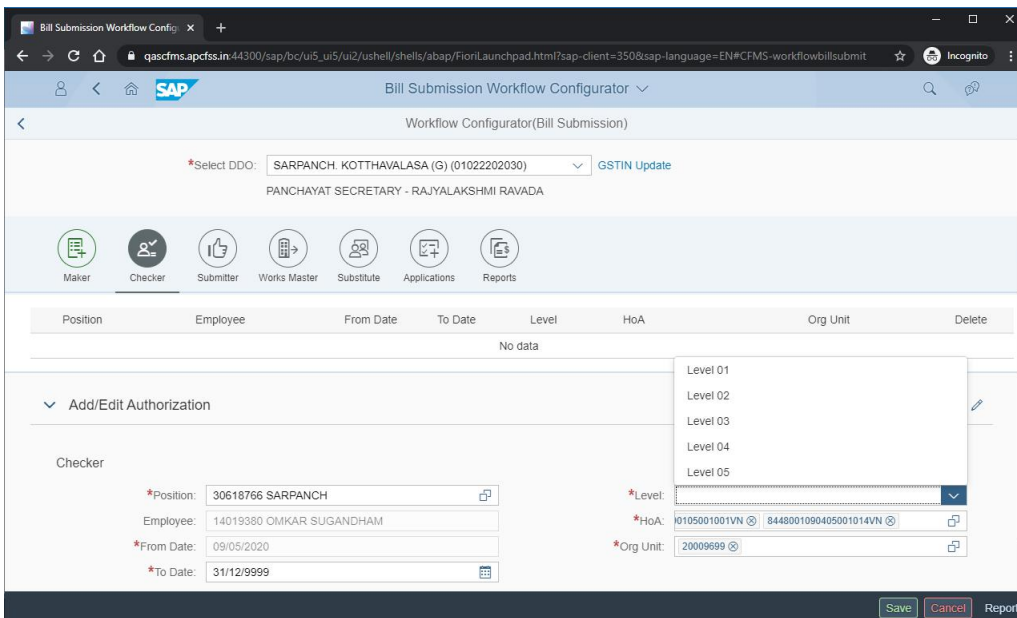 Bill Submission Workflow Config
qascfms.apcfss.in:44300/sap/bc/ui5_ui5/ui2/ushell/shells/abap/FioriLaunchpad.html?sap-client=350&sap-language=EN#CFMS-workflowbillsubmit Incognito
SAP Bill Submission Workflow Configurator
Workflow Configurator(Bill Submission)
*Select DDO: SARPANCH. KOTTHAVALASA (G) (01022202030) GSTIN Update
PANCHAYAT SECRETARY - RAJYALAKSHMI RAVADA
Maker Checker Submitter Works Master Substitute Applications Reports
Position Employee From Date To Date Level HoA Org Unit Delete
No data
Level 01
Level 02
Level 03
Level 04
Level 05
Add/Edit Authorization
Checker
*Position: 30618766 SARPANCH *Level:
Employee: 14019380 OMKAR SUGANDHAM *HoA: 00105001001VN 8448001090405001014VN
*From Date: 09/05/2020 *Org Unit: 20009699
*To Date: 31/12/9999
Save Cancel Report